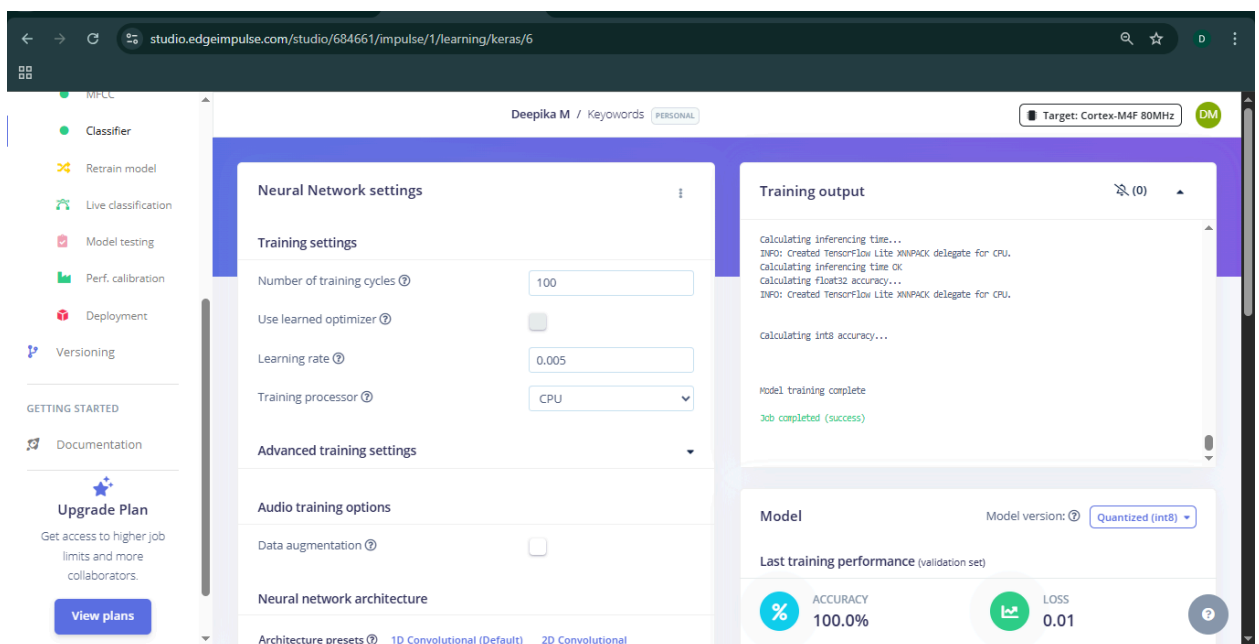 studio.edgeimpulse.com/studio/684661/impulse/1/learning/keras/6
D
MFCC
Classifier
Retrain model
Live classification
Model testing
Perf. calibration
Deployment
Versioning
GETTING STARTED
Documentation
Upgrade Plan
Get access to higher job
limits and more
collaborators.
View plans
Deepika M / Keyowords PERSONAL
Target: Cortex-M4F 80MHz
DM
Neural Network settings
Training settings
Number of training cycles ?
100
Use learned optimizer ?
Learning rate ?
0.005
Training processor ?
CPU
Advanced training settings
Audio training options
Data augmentation ?
Neural network architecture
Architecture presets ? 1D Convolutional (Default) 2D Convolutional
Training output
(0)
Calculating inferencing time...
INFO: Created TensorFlow Lite XNNPACK delegate for CPU.
Calculating inferencing time OK
Calculating float32 accuracy...
INFO: Created TensorFlow Lite XNNPACK delegate for CPU.
Calculating int8 accuracy...
Model training complete
Job completed (success)
Model
Model version: ? Quantized (int8)
Last training performance (validation set)
%
ACCURACY
100.0%
LOSS
0.01
?